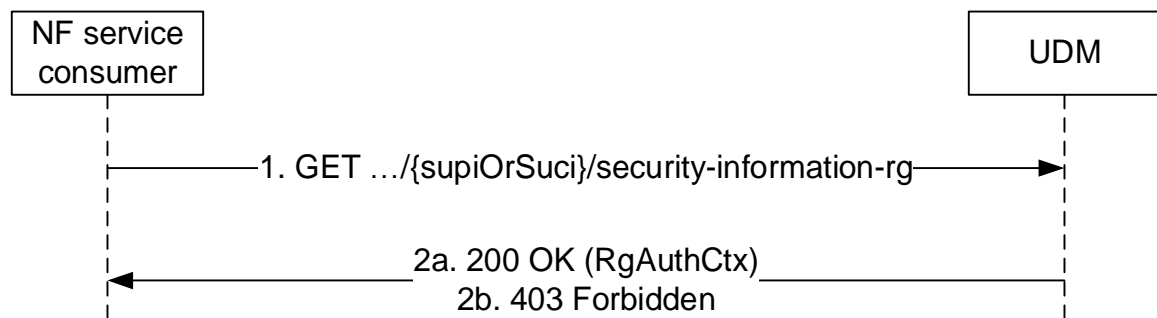 NF service
consumer
UDM
1. GET …/{supiOrSuci}/security-information-rg
2a. 200 OK (RgAuthCtx)
2b. 403 Forbidden